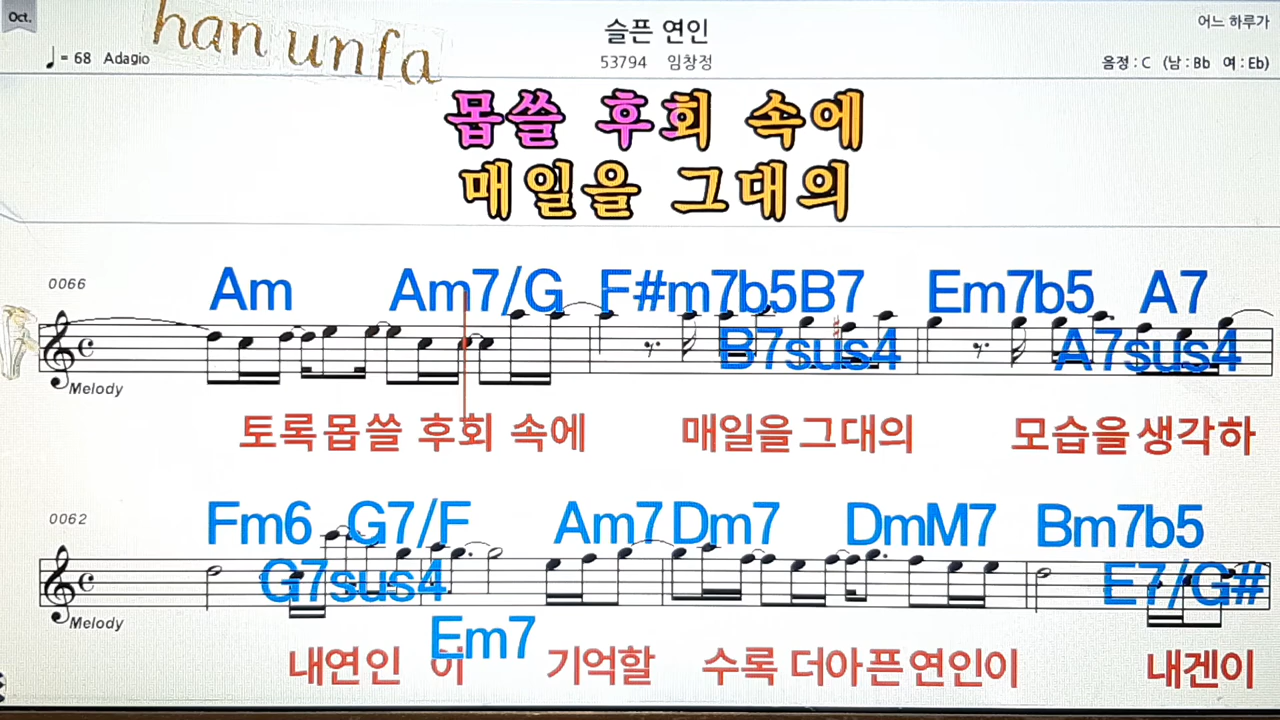 Oct.
han unfa
슬픈 연인
어느 하루가
♩ = 68 Adagio
53794 임창정
음정 : C (남 : Bb 여 : Eb)
몹쓸 후회 속에
매일을 그대의
0066
Am Am7/G F#m7b5 B7 Em7b5 A7
B7sus4 A7sus4
Melody
토록 몹쓸 후회 속에 매일을 그대의 모습을 생각하
0062
Fm6 G7/F Am7 Dm7 DmM7 Bm7b5
G7sus4 E7/G#
Melody
Em7
내연인 이 기억할 수록 더아픈 연인이 내겐이